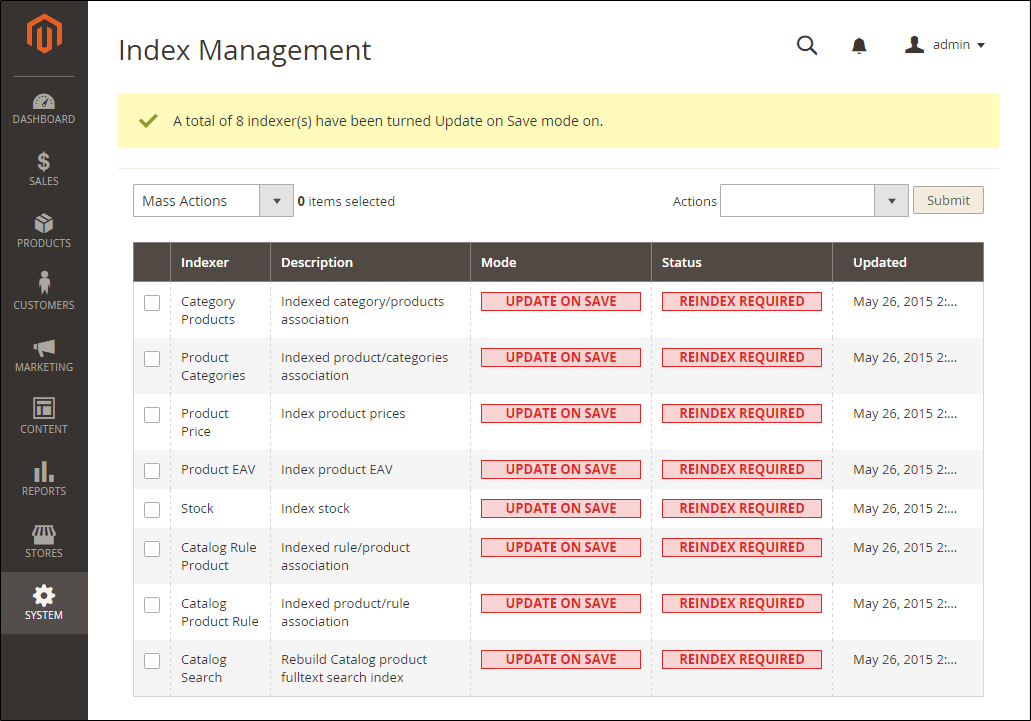 Index Management
admin
A total of 8 indexer(s) have been turned Update on Save mode on.
DASHBOARD
SALES
PRODUCTS
CUSTOMERS
MARKETING
CONTENT
REPORTS
STORES
SYSTEM
Mass Actions 0 items selected Actions Submit
Indexer Description Mode Status Updated
Category Indexed category/products UPDATE ON SAVE REINDEX REQUIRED May 26, 2015 2:...
Products association
Product Indexed product/categories UPDATE ON SAVE REINDEX REQUIRED May 26, 2015 2:...
Categories association
Product Index product prices UPDATE ON SAVE REINDEX REQUIRED May 26, 2015 2:...
Price
Product EAV Index product EAV UPDATE ON SAVE REINDEX REQUIRED May 26, 2015 2:...
Stock Index stock UPDATE ON SAVE REINDEX REQUIRED May 26, 2015 2:...
Catalog Rule Indexed rule/product UPDATE ON SAVE REINDEX REQUIRED May 26, 2015 2:...
Product association
Catalog Indexed product/rule UPDATE ON SAVE REINDEX REQUIRED May 26, 2015 2:...
Product Rule association
Catalog Rebuild Catalog product UPDATE ON SAVE REINDEX REQUIRED May 26, 2015 2:...
Search fulltext search index